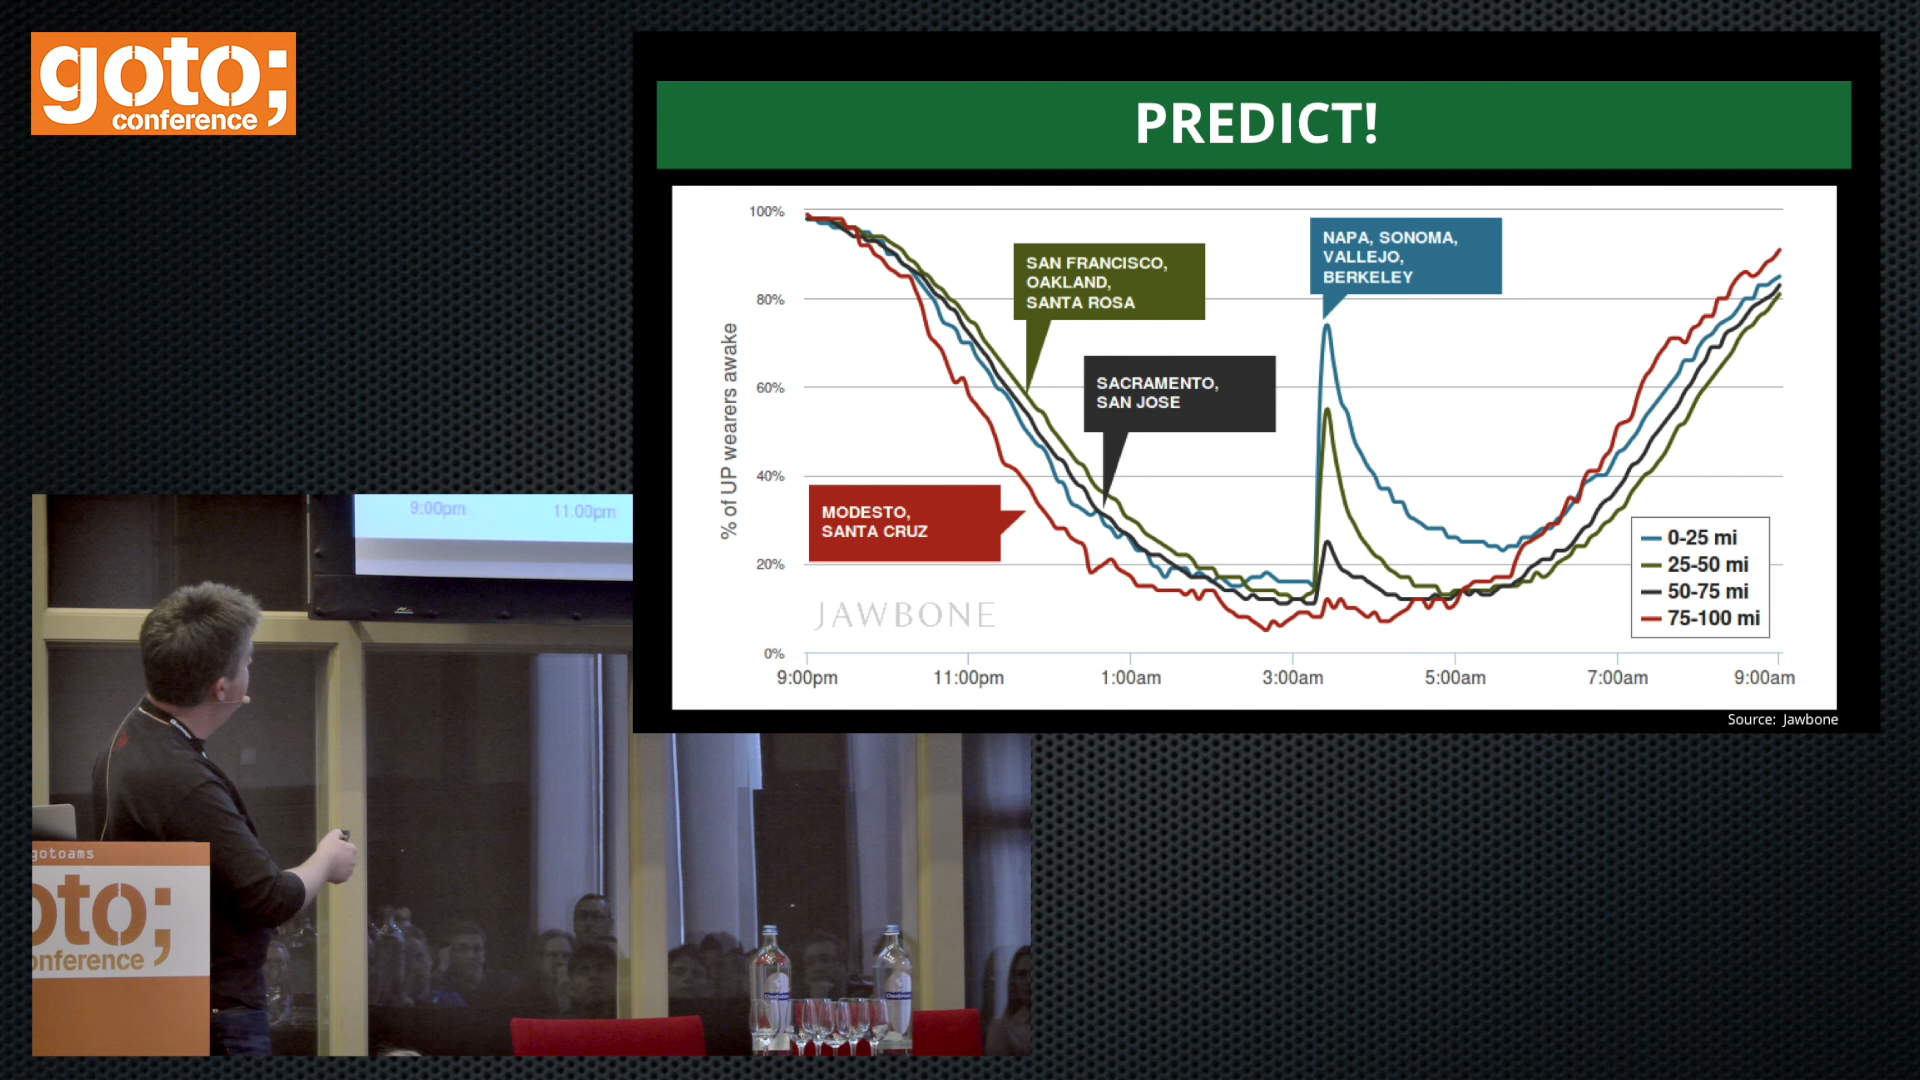 goto;
conference
PREDICT!
100%
80%
60%
40%
20%
0%
% of UP wearers awake
SAN FRANCISCO,
OAKLAND,
SANTA ROSA
NAPA, SONOMA,
VALLEJO,
BERKELEY
SACRAMENTO,
SAN JOSE
MODESTO,
SANTA CRUZ
JAWBONE
0-25 mi
25-50 mi
50-75 mi
75-100 mi
9:00pm
11:00pm
1:00am
3:00am
5:00am
7:00am
9:00am
Source: Jawbone
9:00pm
11:00pm
gotoams
oto;
onference